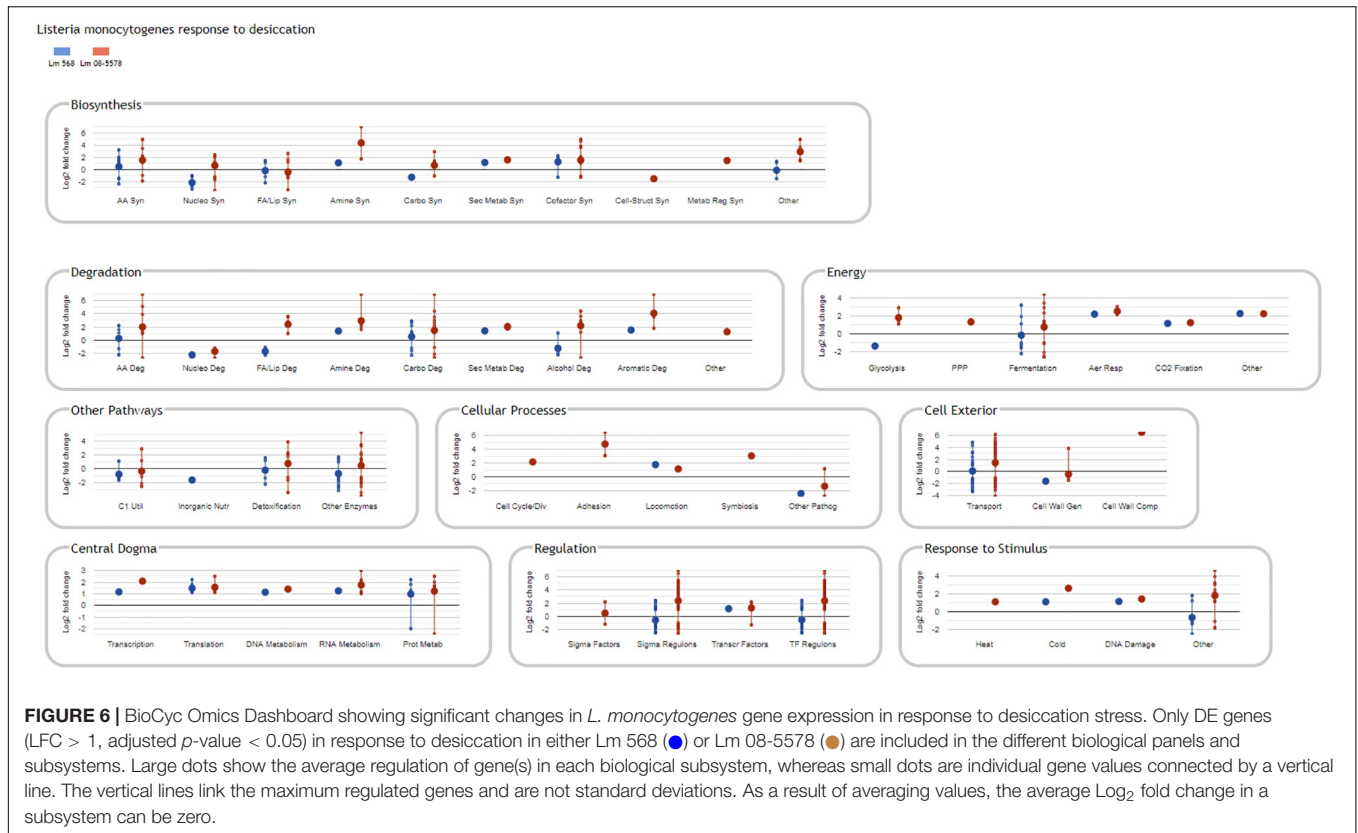 Listeria monocytogenes response to desiccation
Lm 568 Lm 08-5578
Biosynthesis
Log2 fold change
6
4
2
0
-2
AA Syn Nucleo Syn FA/Lip Syn Amine Syn Carbo Syn Sec Metab Syn Cofactor Syn Cell-Struct Syn Metab Reg Syn Other
Degradation
Log2 fold change
6
4
2
0
-2
AA Deg Nucleo Deg FA/Lip Deg Amine Deg Carbo Deg Sec Metab Deg Alcohol Deg Aromatic Deg Other
Energy
Log2 fold change
4
2
0
-2
Glycolysis PPP Fermentation Aer Resp CO2 Fixation Other
Other Pathways
Log2 fold change
4
2
0
-2
C1 Util Inorganic Nutr Detoxification Other Enzymes
Cellular Processes
Log2 fold change
6
4
2
0
-2
Cell Cycle/Div Adhesion Locomotion Symbiosis Other Pathog
Cell Exterior
Log2 fold change
6
4
2
0
-2
-4
Transport Cell Wall Gen Cell Wall Comp
Central Dogma
Log2 fold change
3
2
1
0
-1
-2
Transcription Translation DNA Metabolism RNA Metabolism Prot Metab
Regulation
Log2 fold change
6
4
2
0
-2
Sigma Factors Sigma Regulons Transcr Factors TF Regulons
Response to Stimulus
Log2 fold change
4
2
0
-2
Heat Cold DNA Damage Other
FIGURE 6 | BioCyc Omics Dashboard showing significant changes in L. monocytogenes gene expression in response to desiccation stress. Only DE genes
(LFC > 1, adjusted p-value < 0.05) in response to desiccation in either Lm 568 (●) or Lm 08-5578 (●) are included in the different biological panels and
subsystems. Large dots show the average regulation of gene(s) in each biological subsystem, whereas small dots are individual gene values connected by a vertical
line. The vertical lines link the maximum regulated genes and are not standard deviations. As a result of averaging values, the average Log₂ fold change in a
subsystem can be zero.